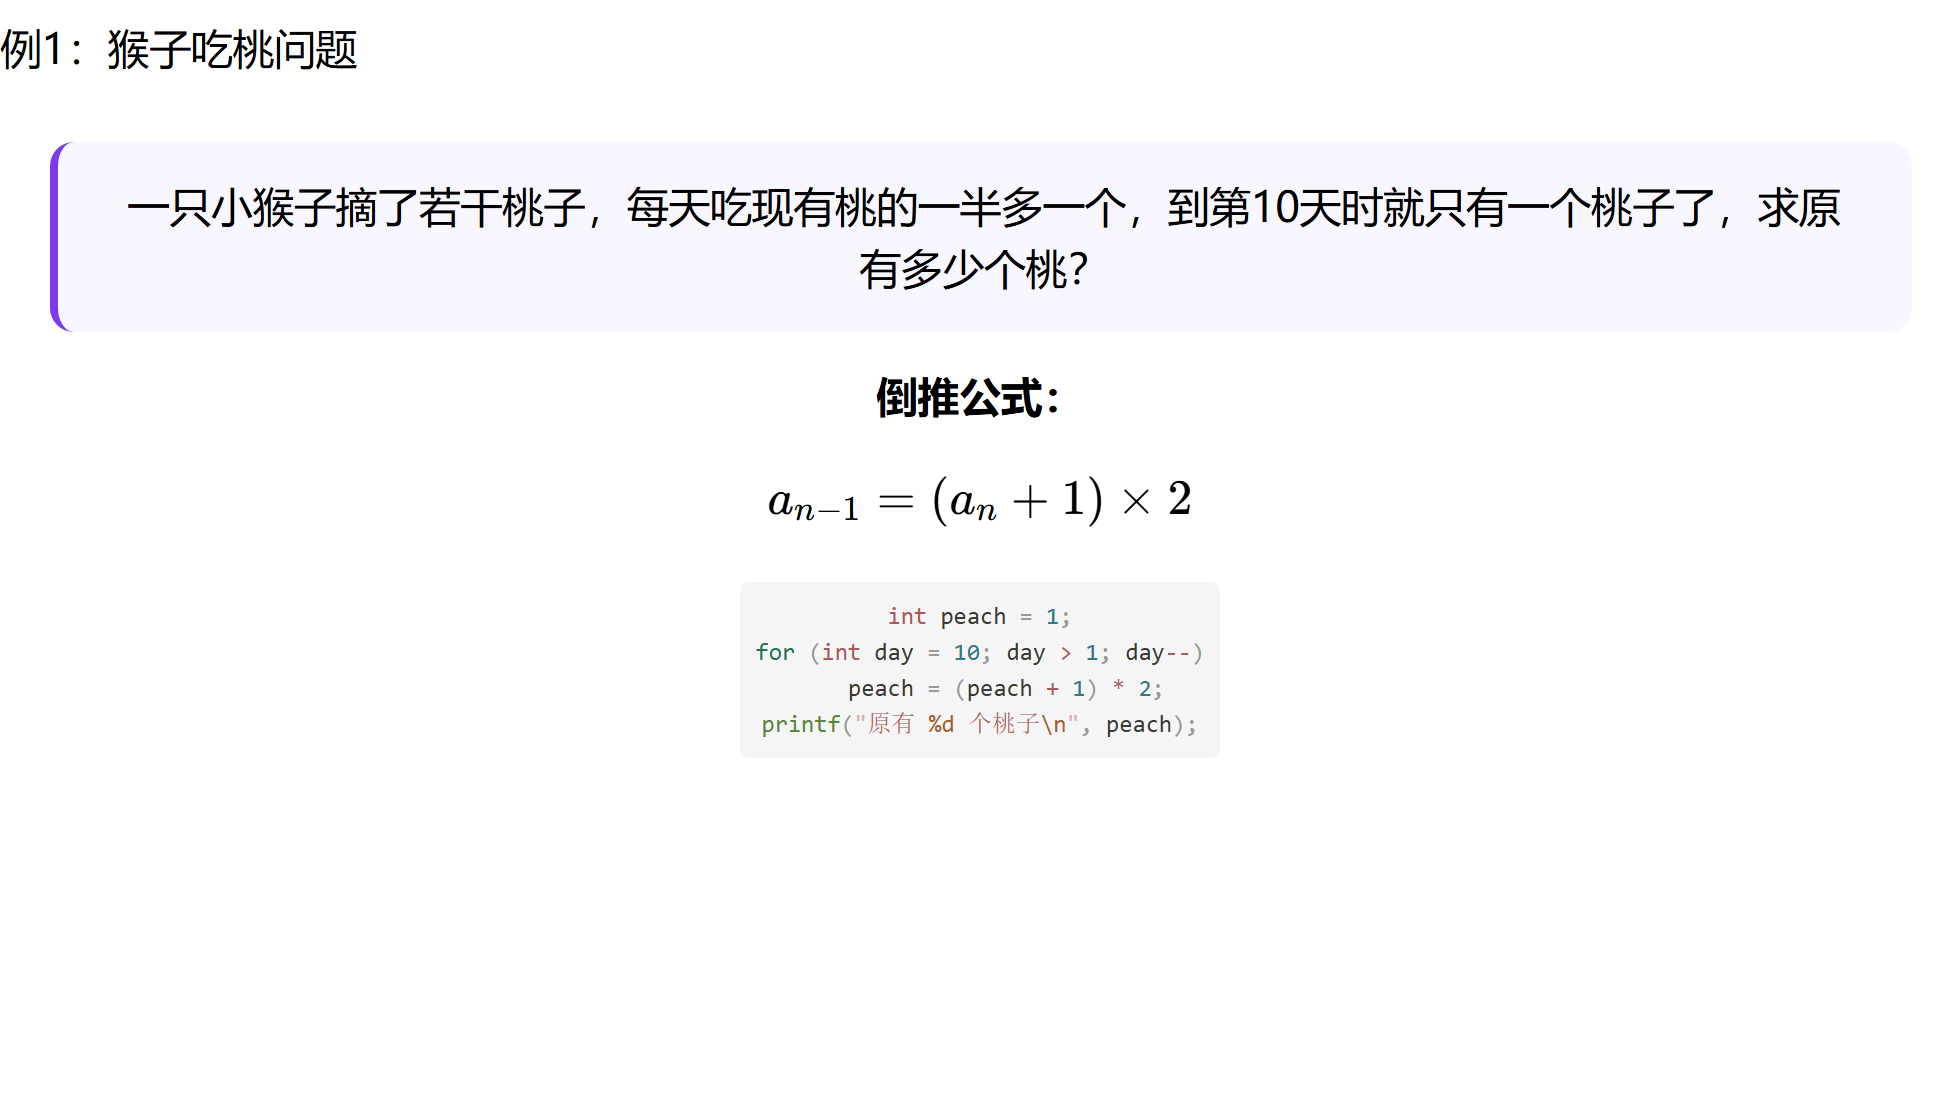 例1：猴子吃桃问题
一只小猴子摘了若干桃子，每天吃现有桃的一半多一个，到第10天时就只有一个桃子了，求原
有多少个桃？
倒推公式：
a_{n-1} = (a_n + 1) × 2
int peach = 1;
for (int day = 10; day > 1; day--)
    peach = (peach + 1) * 2;
printf("原有 %d 个桃子\n", peach);